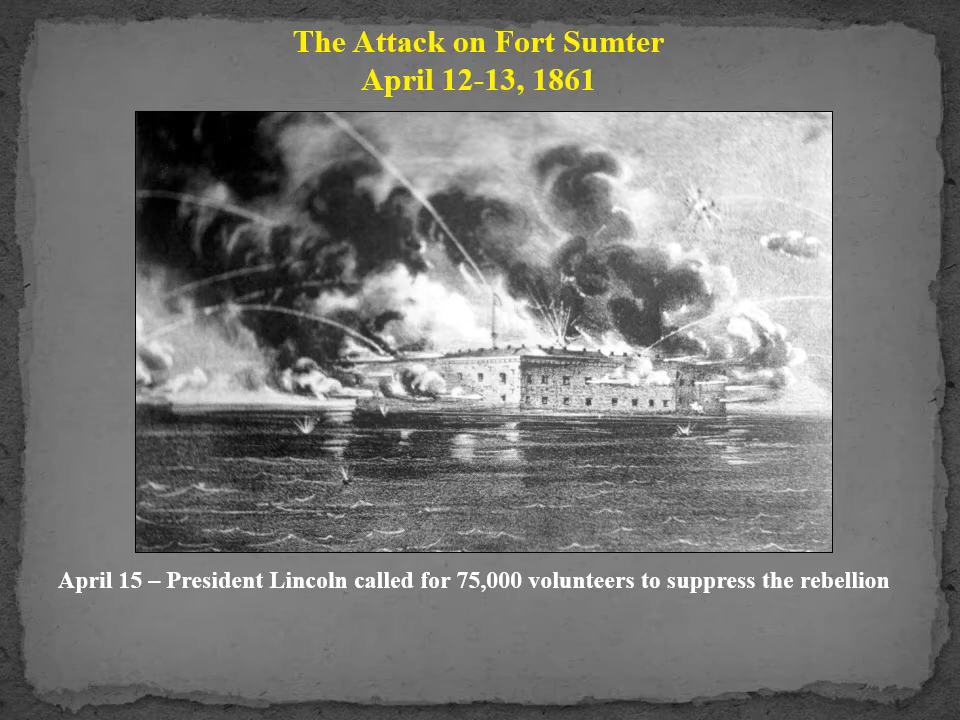 The Attack on Fort Sumter
April 12-13, 1861
April 15 – President Lincoln called for 75,000 volunteers to suppress the rebellion